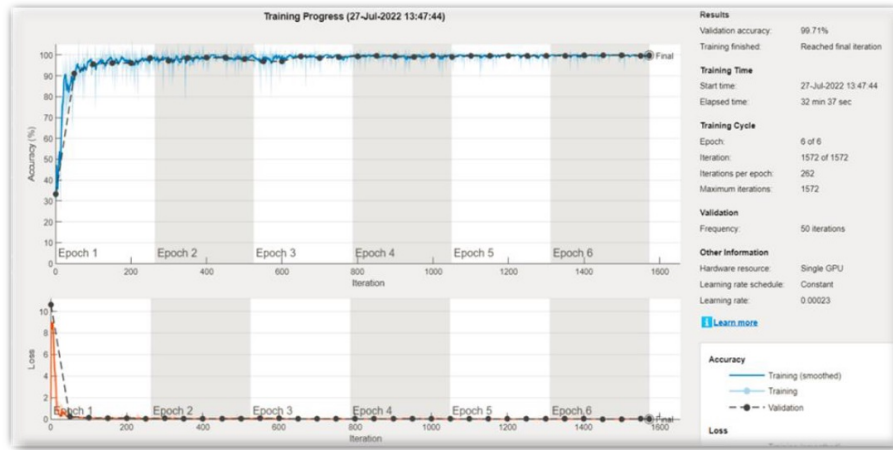 Training Progress (27-Jul-2022 13:47:44)
100
90
80
70
60
50
40
30
20
10
0
Accuracy (%)
Final
Epoch 1 Epoch 2 Epoch 3 Epoch 4 Epoch 5 Epoch 6
0 200 400 600 800 1000 1200 1400 1600
Iteration
10
8
6
4
2
0
Loss
Final
Epoch 1 Epoch 2 Epoch 3 Epoch 4 Epoch 5 Epoch 6
0 200 400 600 800 1000 1200 1400 1600
Iteration
Results
Validation accuracy: 99.71%
Training finished: Reached final iteration
Training Time
Start time: 27-Jul-2022 13:47:44
Elapsed time: 32 min 37 sec
Training Cycle
Epoch: 6 of 6
Iteration: 1572 of 1572
Iterations per epoch: 262
Maximum iterations: 1572
Validation
Frequency: 50 iterations
Other Information
Hardware resource: Single GPU
Learning rate schedule: Constant
Learning rate: 0.00023
i Learn more
Accuracy
Training (smoothed)
Training
Validation
Loss